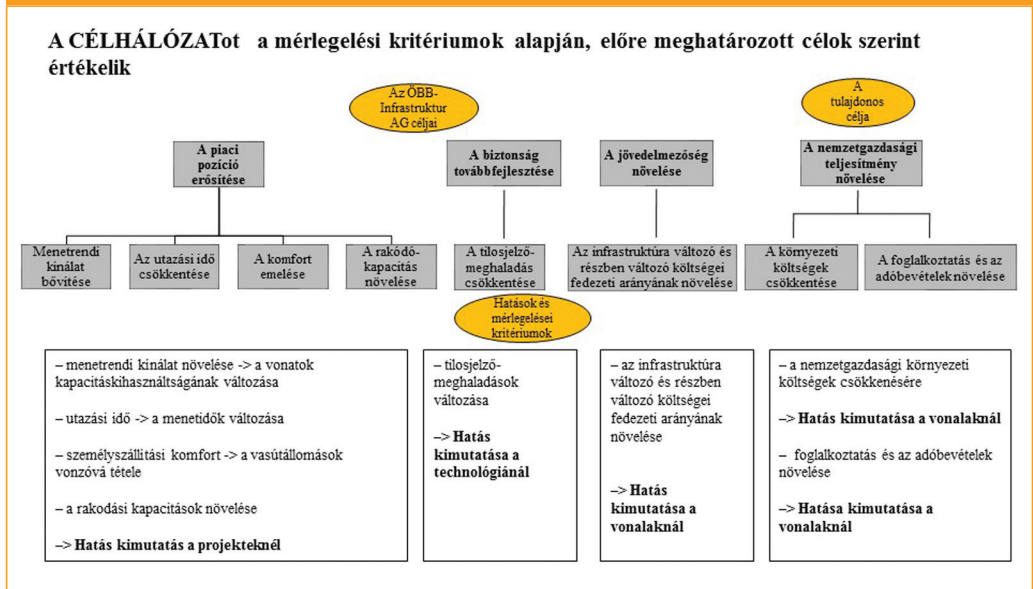 A CÉLHÁLÓZATot a mérlegelési kritériumok alapján, előre meghatározott célok szerint
értékelik
Az ÖBB-
Infrastruktur
AG céljai
A
tulajdonos
célja
A piaci
pozíció
erősítése
A biztonság
továbbfejlesztése
A jövedelmezőség
növelése
A nemzetgazdasági
teljesítmény
növelése
Menetrendi
kinálat
bővítése
Az utazási idő
csökkentése
A komfort
emelése
A rakódó-
kapacitás
növelése
A tilosjelző-
meghaladás
csökkentése
Az infrastruktúra változó és
részben változó költségei
fedezeti arányának növelése
A környezeti
költségek
csökkentése
A foglalkoztatás és az
adóbevételek növelése
Hatások és
mérlegelései
kritériumok
– menetrendi kinálat növelése -> a vonatok
kapacitáskihasználtságának változása
– utazási idő -> a menetidők változása
– személyszállítási komfort -> a vasútállomások
vonzóvá tétele
– a rakodási kapacitások növelése
–> Hatás kimutatás a projekteknél
– tilosjelző-
meghaladások
változása
–> Hatás
kimutatása a
technológiánál
– az infrastruktúra
változó és részben
változó költségei
fedezeti arányának
növelése
–> Hatás
kimutatása a
vonalaknál
– a nemzetgazdasági környezeti
költségek csökkenésére
–> Hatás kimutatása a vonalaknál
– foglalkoztatás és az adóbevételek
növelése
–> Hatása kimutatása a
vonalaknál